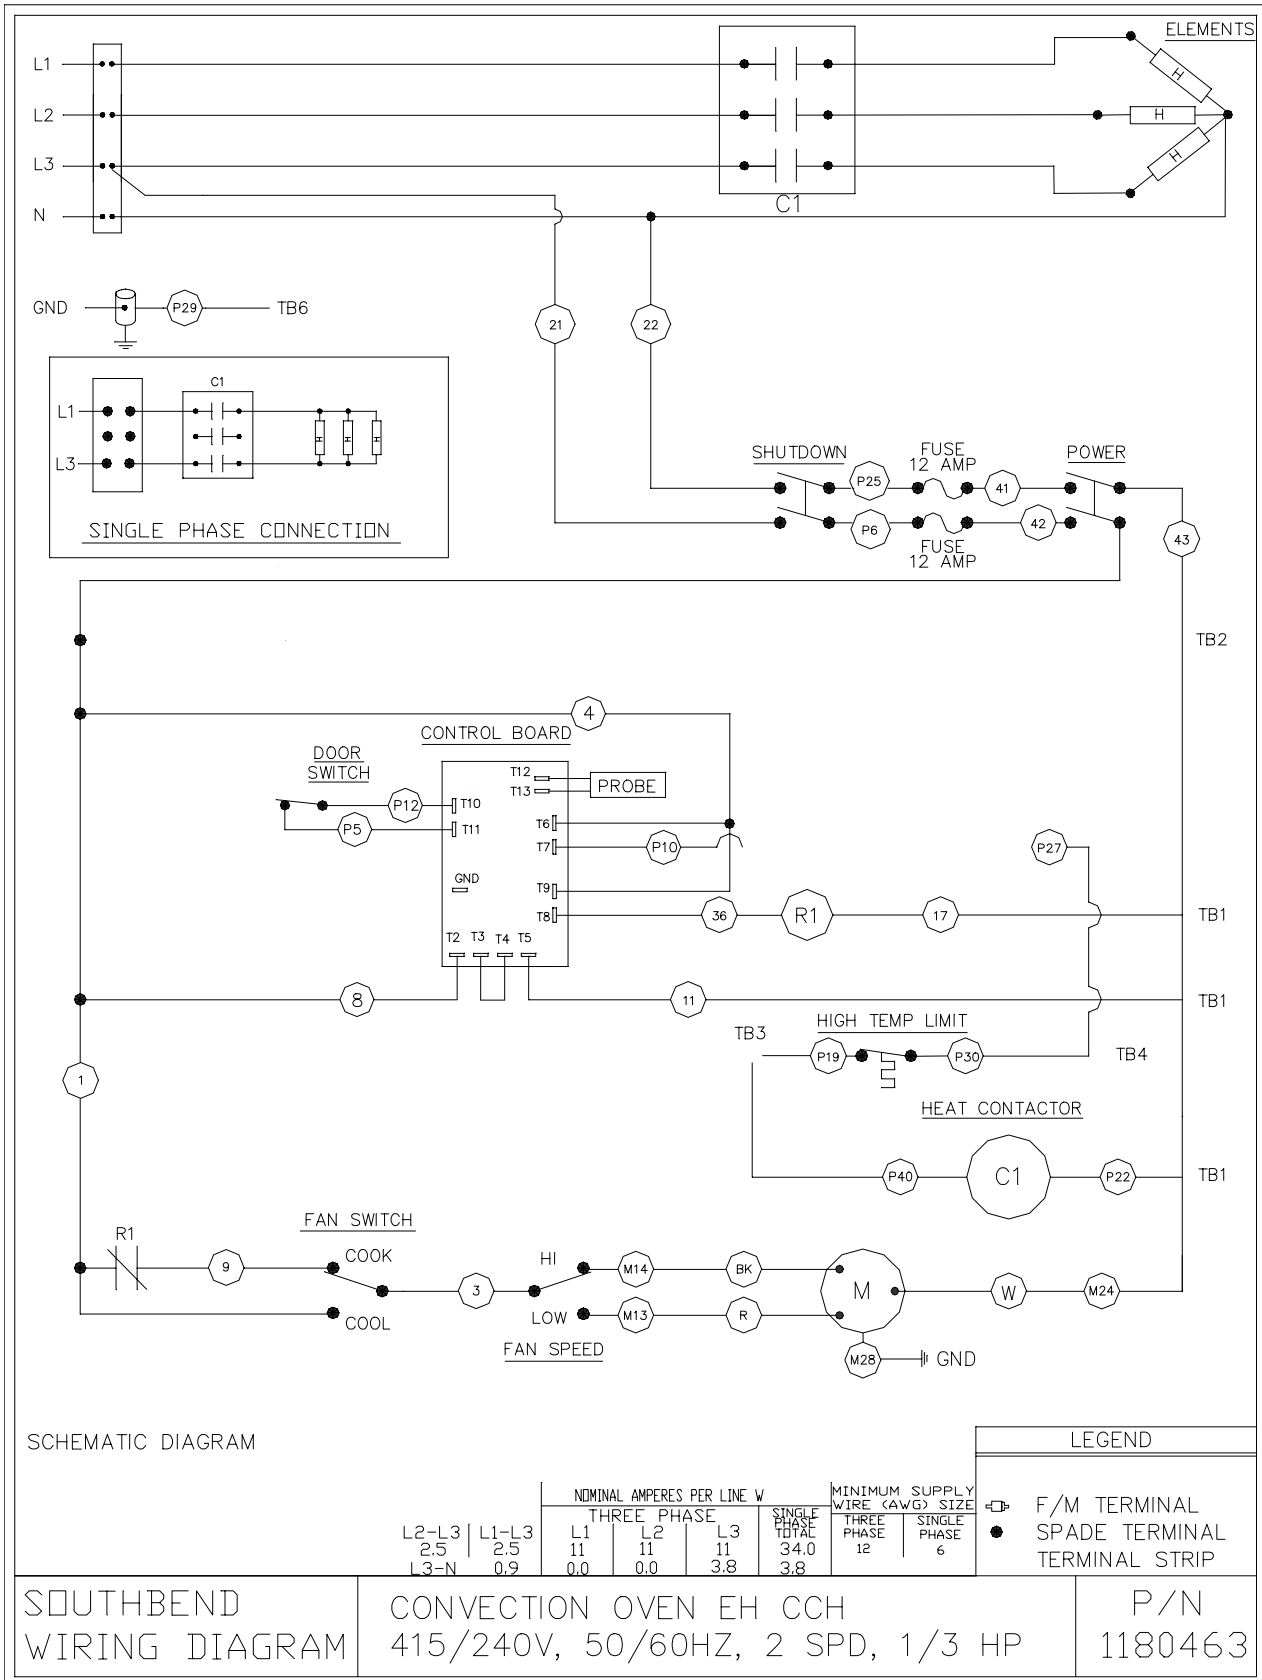 ELEMENTS
L1
L2
L3
N
C1
GND
P29
TB6
21
22
C1
L1
L3
H
H
H
H
H
H
SINGLE PHASE CONNECTION
SHUTDOWN
P25
FUSE
12 AMP
41
POWER
P6
FUSE
12 AMP
42
43
TB2
4
CONTROL BOARD
DOOR
SWITCH
P12
P5
T10
T11
T12
T13
PROBE
T6
T7
P10
GND
T9
T8
36
R1
17
TB1
P27
T2
T3
T4
T5
8
11
TB1
TB3
HIGH TEMP LIMIT
P19
P30
TB4
1
HEAT CONTACTOR
P40
C1
P22
TB1
R1
9
FAN SWITCH
COOK
COOL
3
HI
LOW
FAN SPEED
M14
BK
M13
R
M
W
M24
M28
GND
SCHEMATIC DIAGRAM
LEGEND
F/M TERMINAL
SPADE TERMINAL
TERMINAL STRIP
NOMINAL AMPERES PER LINE W
MINIMUM SUPPLY
WIRE (AWG) SIZE
THREE PHASE
SINGLE
PHASE
TOTAL
THREE
PHASE
SINGLE
PHASE
L2-L3 L1-L3 L1 L2 L3
2.5 2.5 11 11 11 34.0 12 6
L3-N 0.9 0.0 0.0 3.8 3.8
SOUTHBEND
WIRING DIAGRAM
CONVECTION OVEN EH CCH
415/240V, 50/60HZ, 2 SPD, 1/3 HP
P/N
1180463